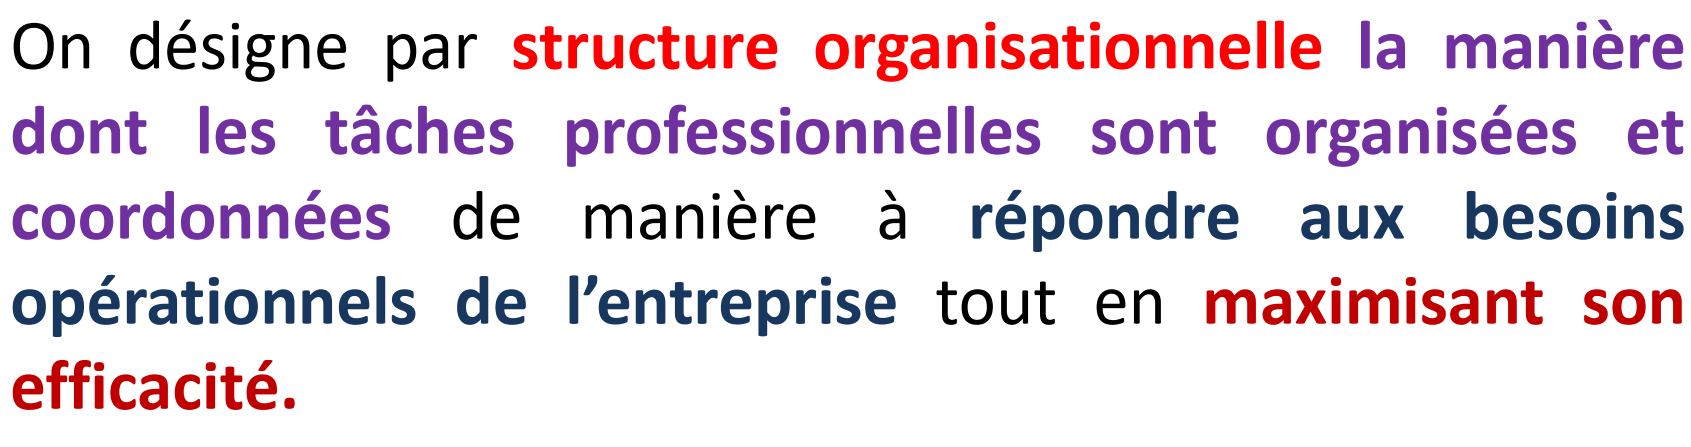 On désigne par structure organisationnelle la manière
dont les tâches professionnelles sont organisées et
coordonnées de manière à répondre aux besoins
opérationnels de l’entreprise tout en maximisant son
efficacité.